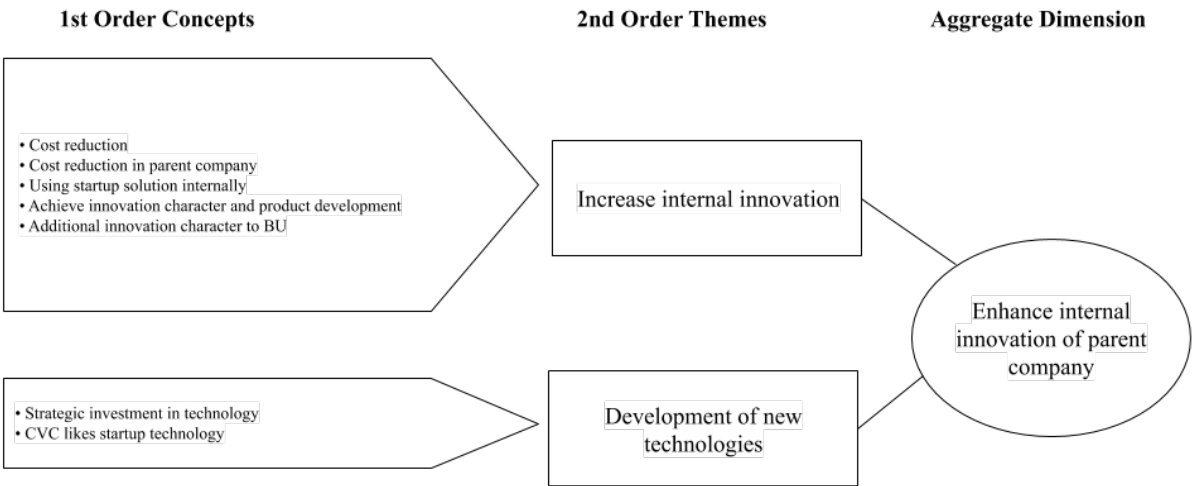 1st Order Concepts
2nd Order Themes
Aggregate Dimension
• Cost reduction
• Cost reduction in parent company
• Using startup solution internally
• Achieve innovation character and product development
• Additional innovation character to BU
Increase internal innovation
Enhance internal
innovation of parent
company
• Strategic investment in technology
• CVC likes startup technology
Development of new
technologies